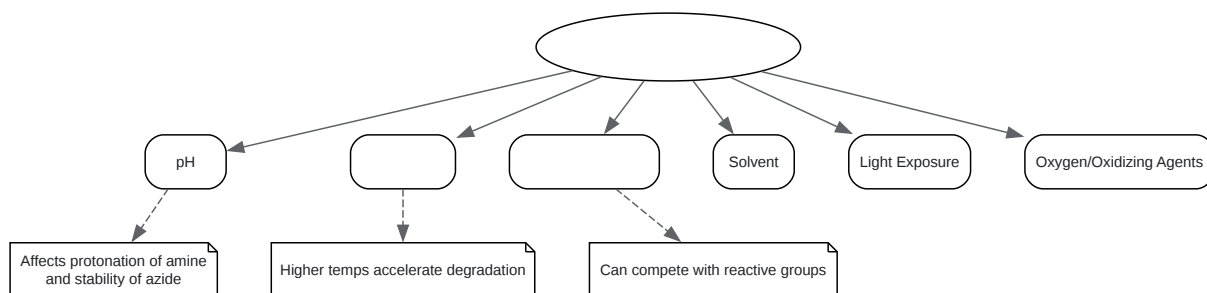 pH
Solvent
Light Exposure
Oxygen/Oxidizing Agents
Affects protonation of amine
and stability of azide
Higher temps accelerate degradation
Can compete with reactive groups